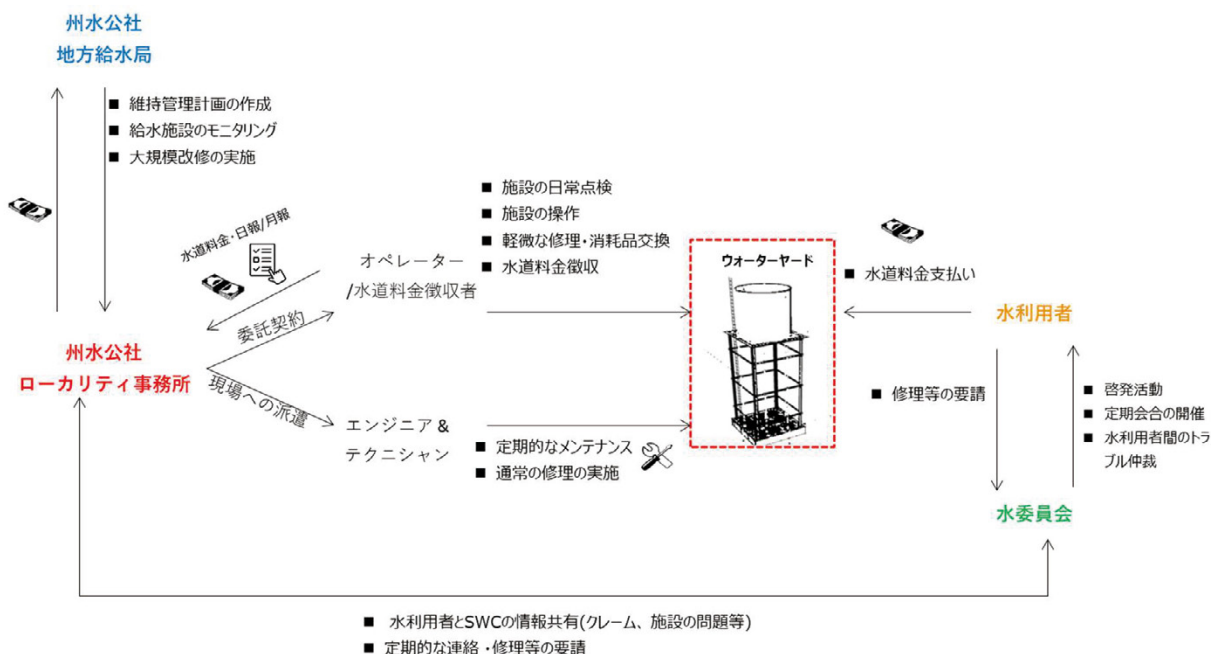 州水公社
地方給水局
■ 維持管理計画の作成
■ 給水施設のモニタリング
■ 大規模改修の実施
水道料金・日報/月報
委託契約
オペレーター
/水道料金徴収者
■ 施設の日常点検
■ 施設の操作
■ 軽微な修理・消耗品交換
■ 水道料金徴収
ウォーターヤード
■ 水道料金支払い
水利用者
州水公社
ローカリティ事務所
現場への派遣
エンジニア &
テクニシャン
■ 定期的なメンテナンス
■ 通常の修理の実施
■ 修理等の要請
■ 啓発活動
■ 定期会合の開催
■ 水利用者間のトラ
ブル仲裁
水委員会
■ 水利用者とSWCの情報共有(クレーム、施設の問題等)
■ 定期的な連絡・修理等の要請